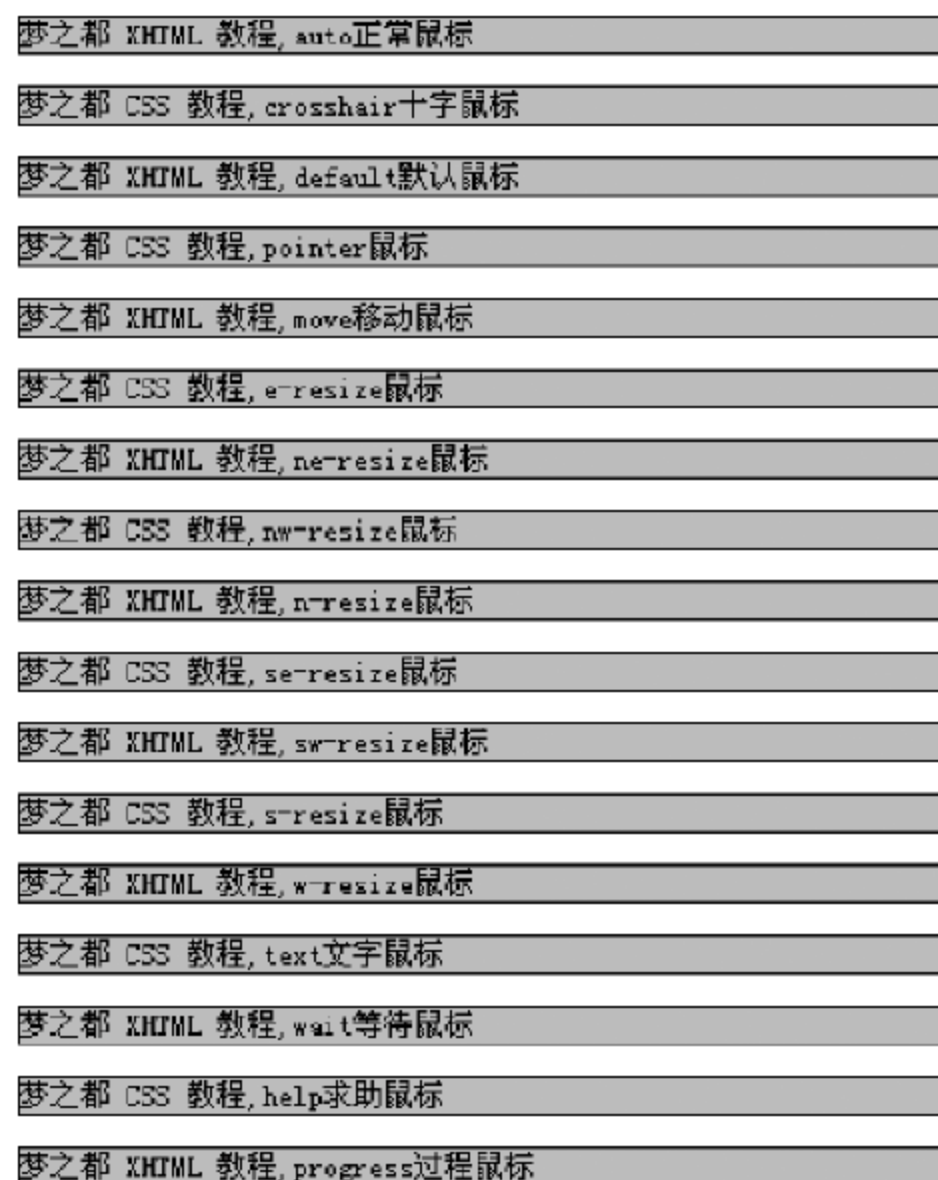 梦之都 XHTML 教程,auto正常鼠标
梦之都 CSS 教程,crosshair十字鼠标
梦之都 XHTML 教程,default默认鼠标
梦之都 CSS 教程,pointer鼠标
梦之都 XHTML 教程,move移动鼠标
梦之都 CSS 教程,e-resize鼠标
梦之都 XHTML 教程,ne-resize鼠标
梦之都 CSS 教程,nw-resize鼠标
梦之都 XHTML 教程,n-resize鼠标
梦之都 CSS 教程,se-resize鼠标
梦之都 XHTML 教程,sw-resize鼠标
梦之都 CSS 教程,s-resize鼠标
梦之都 XHTML 教程,w-resize鼠标
梦之都 CSS 教程,text文字鼠标
梦之都 XHTML 教程,wait等待鼠标
梦之都 CSS 教程,help求助鼠标
梦之都 XHTML 教程,progress过程鼠标